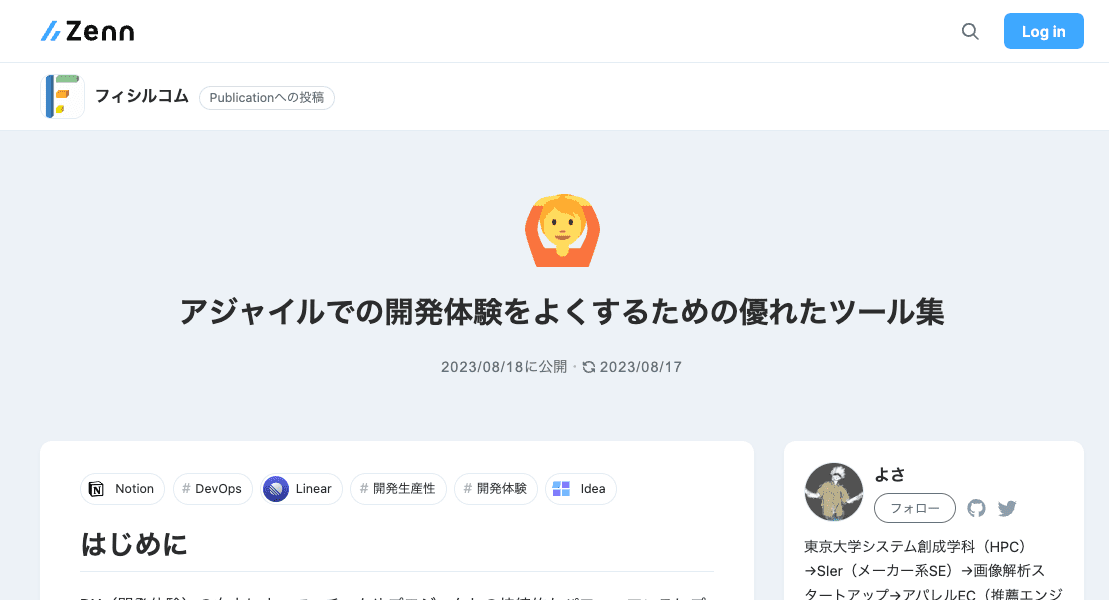 Zenn
Log in
フィシルコム
Publicationへの投稿
アジャイルでの開発体験をよくするための優れたツール集
2023/08/18に公開 · 2023/08/17
Notion
# DevOps
Linear
# 開発生産性
# 開発体験
Idea
はじめに
よさ
フォロー
東京大学システム創成学科（HPC）
→SIer（メーカー系SE）→画像解析ス
タートアップ→アパレルEC（推薦エンジ